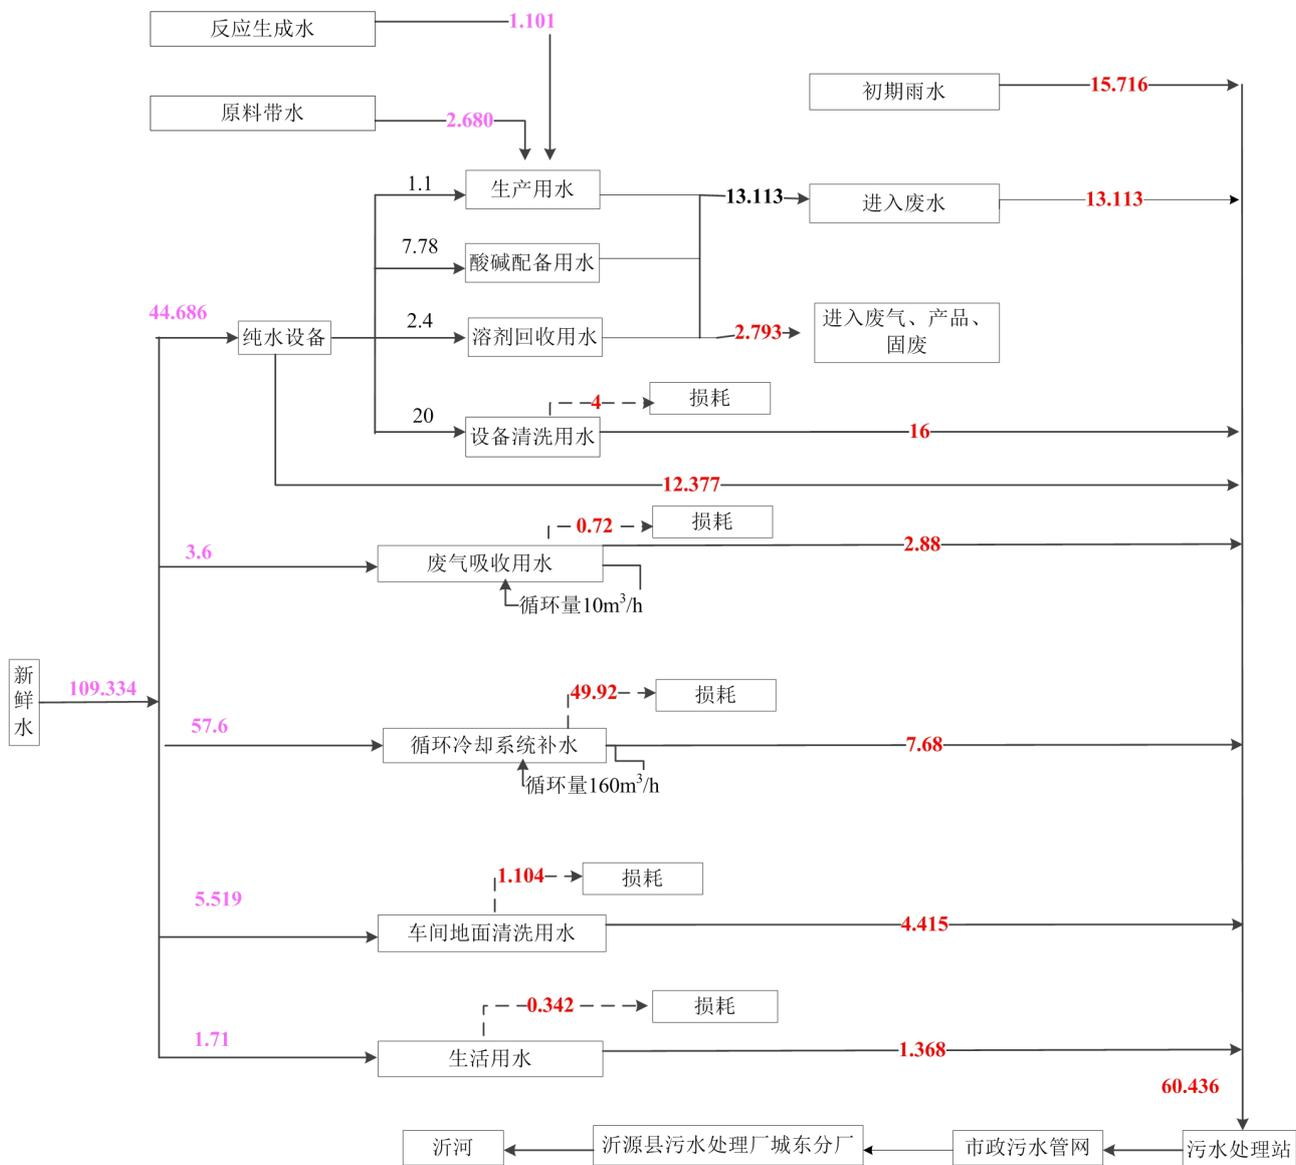 反应生成水
1.101
原料带水
2.680
初期雨水
15.716
1.1
生产用水
13.113
进入废水
13.113
7.78
酸碱配备用水
44.686
纯水设备
2.4
溶剂回收用水
2.793
进入废气、产品、
固废
4
损耗
20
设备清洗用水
16
12.377
0.72
损耗
3.6
废气吸收用水
2.88
循环量10m³/h
新
鲜
水
109.334
49.92
损耗
57.6
循环冷却系统补水
7.68
循环量160m³/h
1.104
损耗
5.519
车间地面清洗用水
4.415
0.342
损耗
1.71
生活用水
1.368
60.436
沂河
沂源县污水处理厂城东分厂
市政污水管网
污水处理站